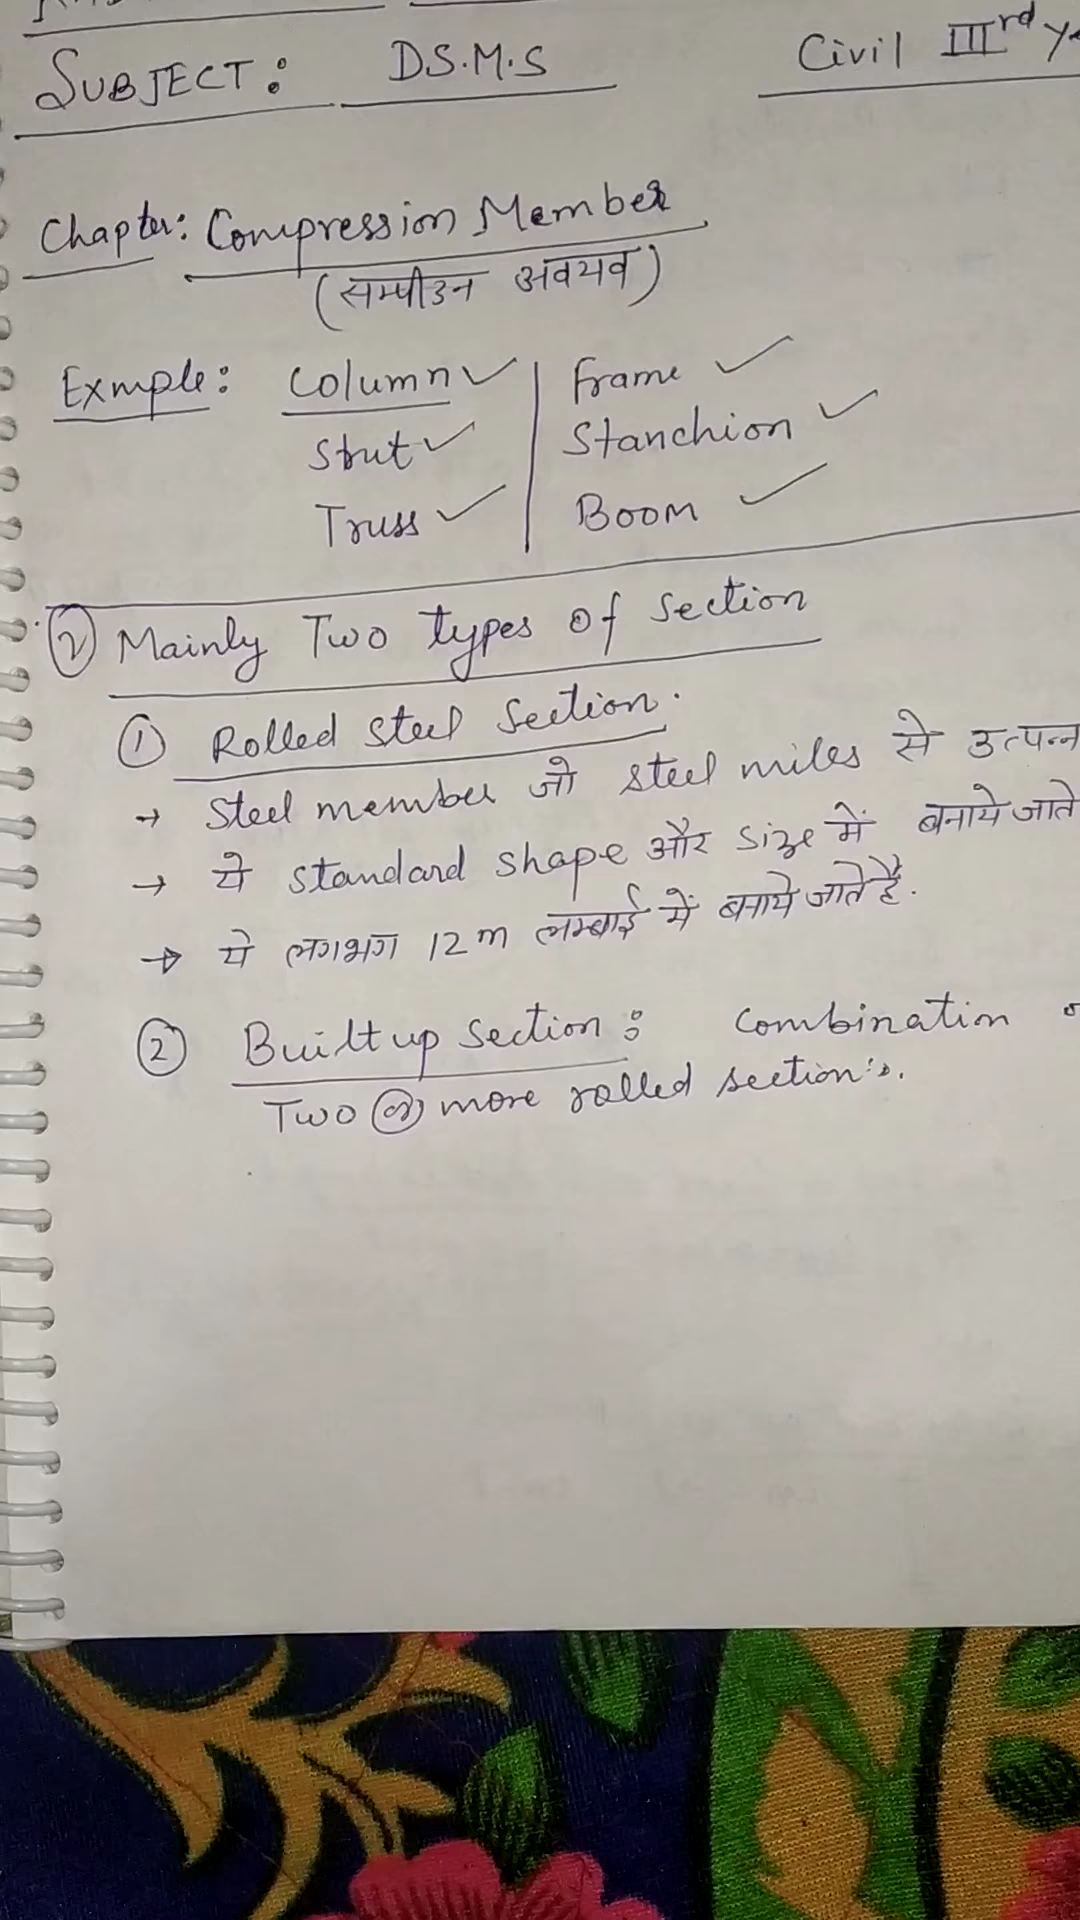 SUBJECT: DS.M.S Civil IIIrd
Chapter: Compression Member
(सम्पीडन अवयव)
Exmple: Column ✓ | frame ✓
Strut ✓ | Stanchion ✓
Truss ✓ | Boom ✓
② Mainly Two types of Section
① Rolled Steel Section.
→ Steel member जो steel miles से उत्पन्न
→ ये standard shape और size में बनाये जाते
→ ये लगभग 12m लम्बाई में बनाये जाते है.
② Built up section: Combination
Two or more rolled section's.